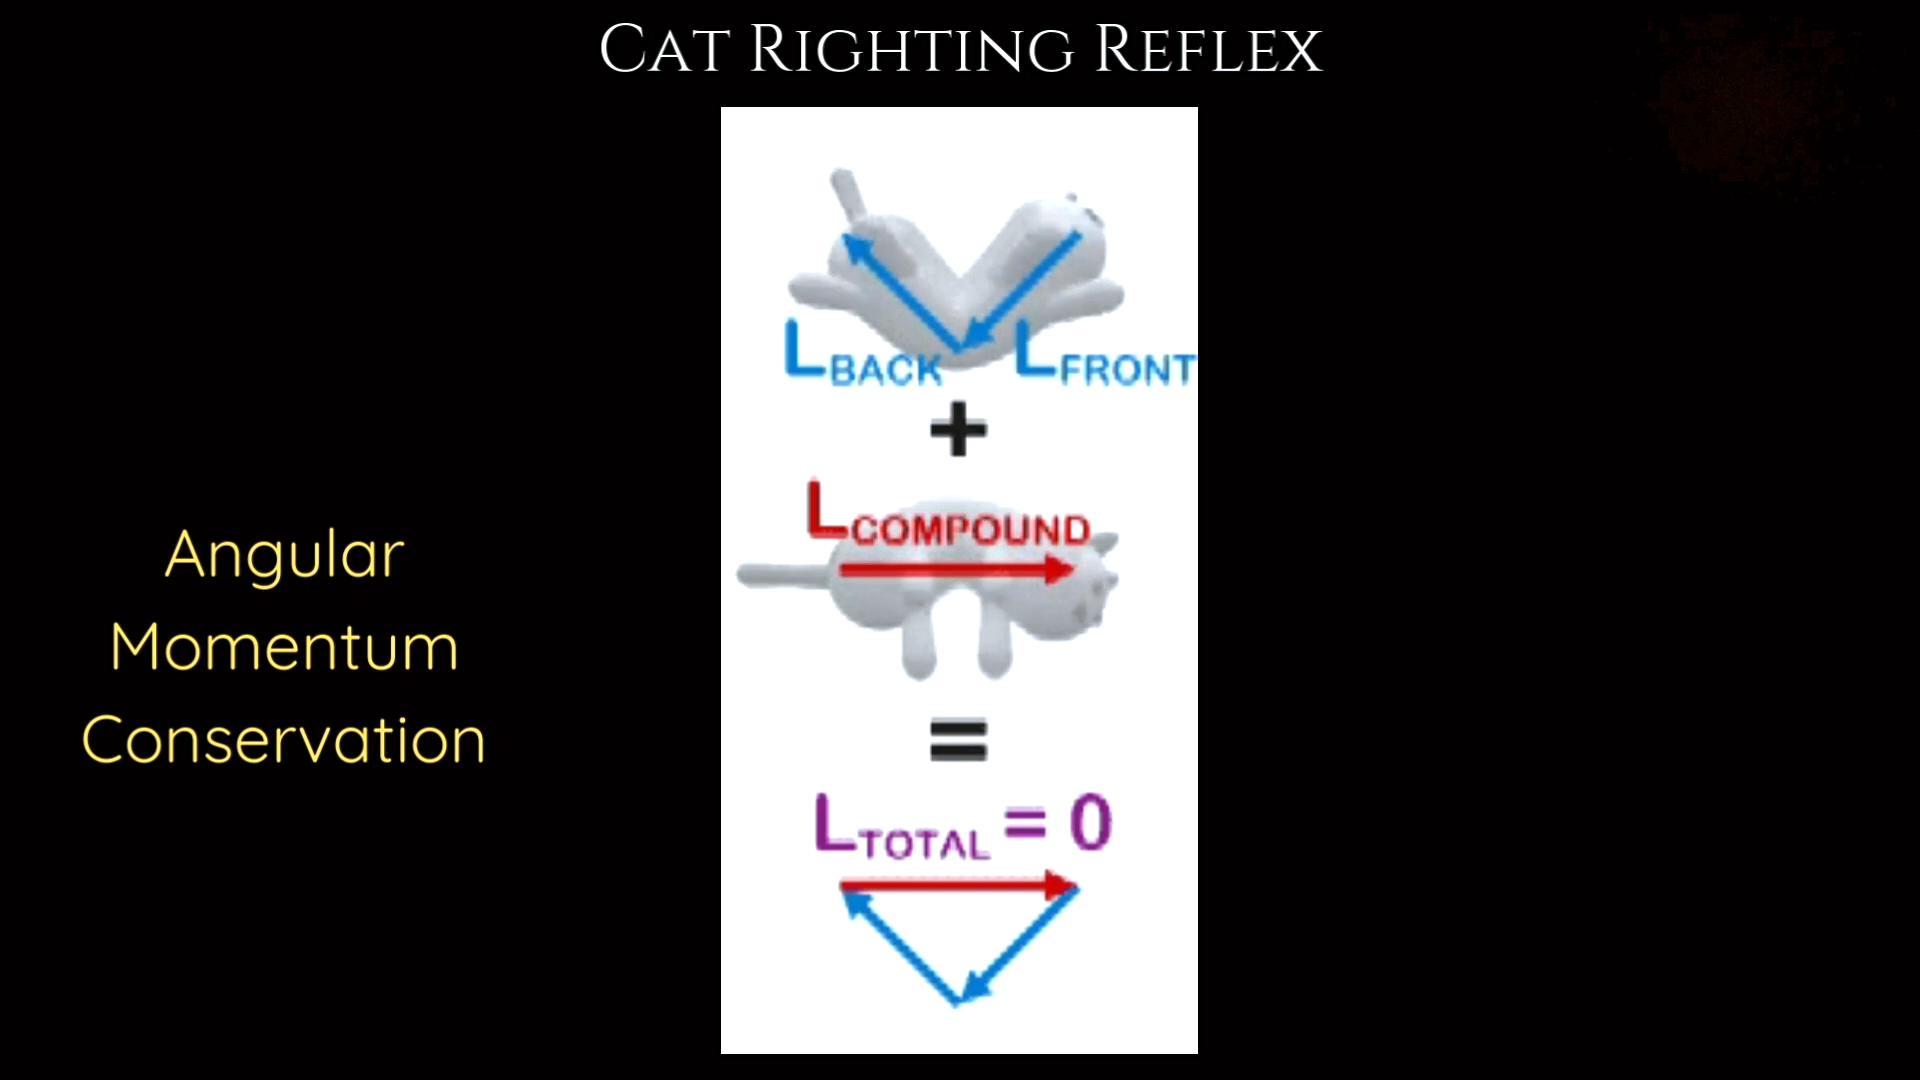 Cat Righting Reflex
LBACK LFRONT
+
LCOMPOUND
=
LTOTAL = 0
Angular
Momentum
Conservation